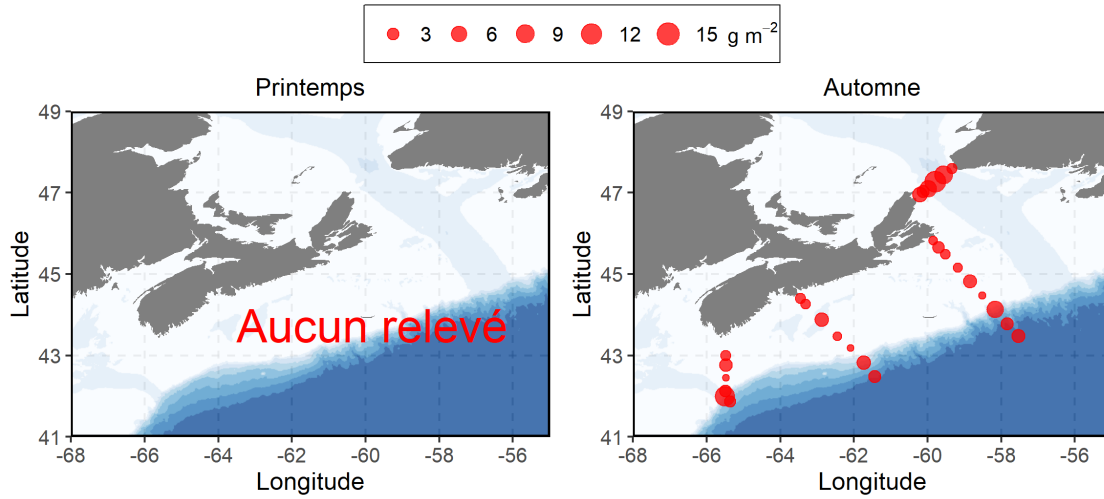 3 6 9 12 15 g m⁻²
Printemps
49
47
45
43
41
Latitude
Aucun relevé
-68 -66 -64 -62 -60 -58 -56
Longitude
Automne
49
47
45
43
41
Latitude
-68 -66 -64 -62 -60 -58 -56
Longitude